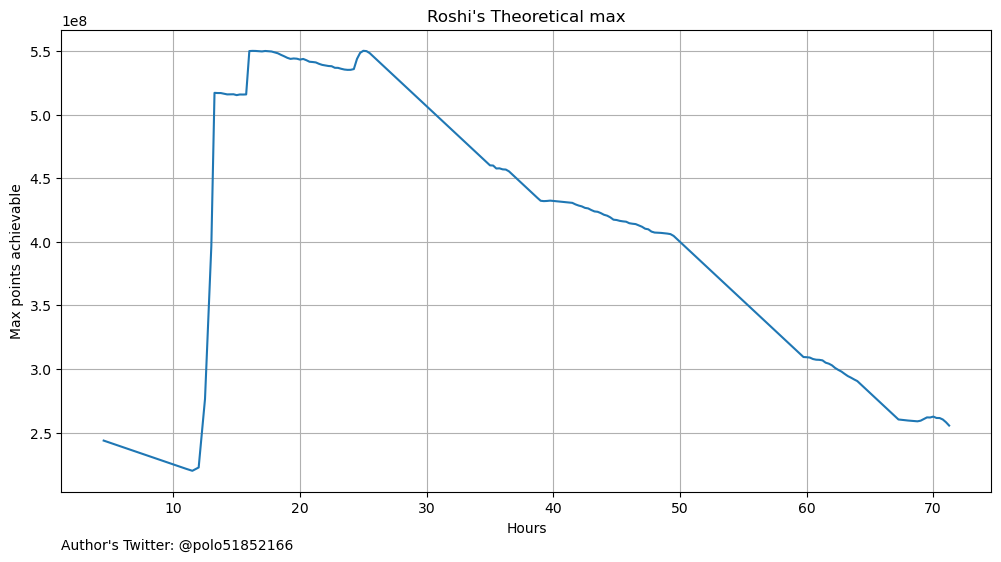 Roshi's Theoretical max
1e8
5.5
5.0
4.5
4.0
3.5
3.0
2.5
Max points achievable
10 20 30 40 50 60 70
Hours
Author's Twitter: @polo51852166